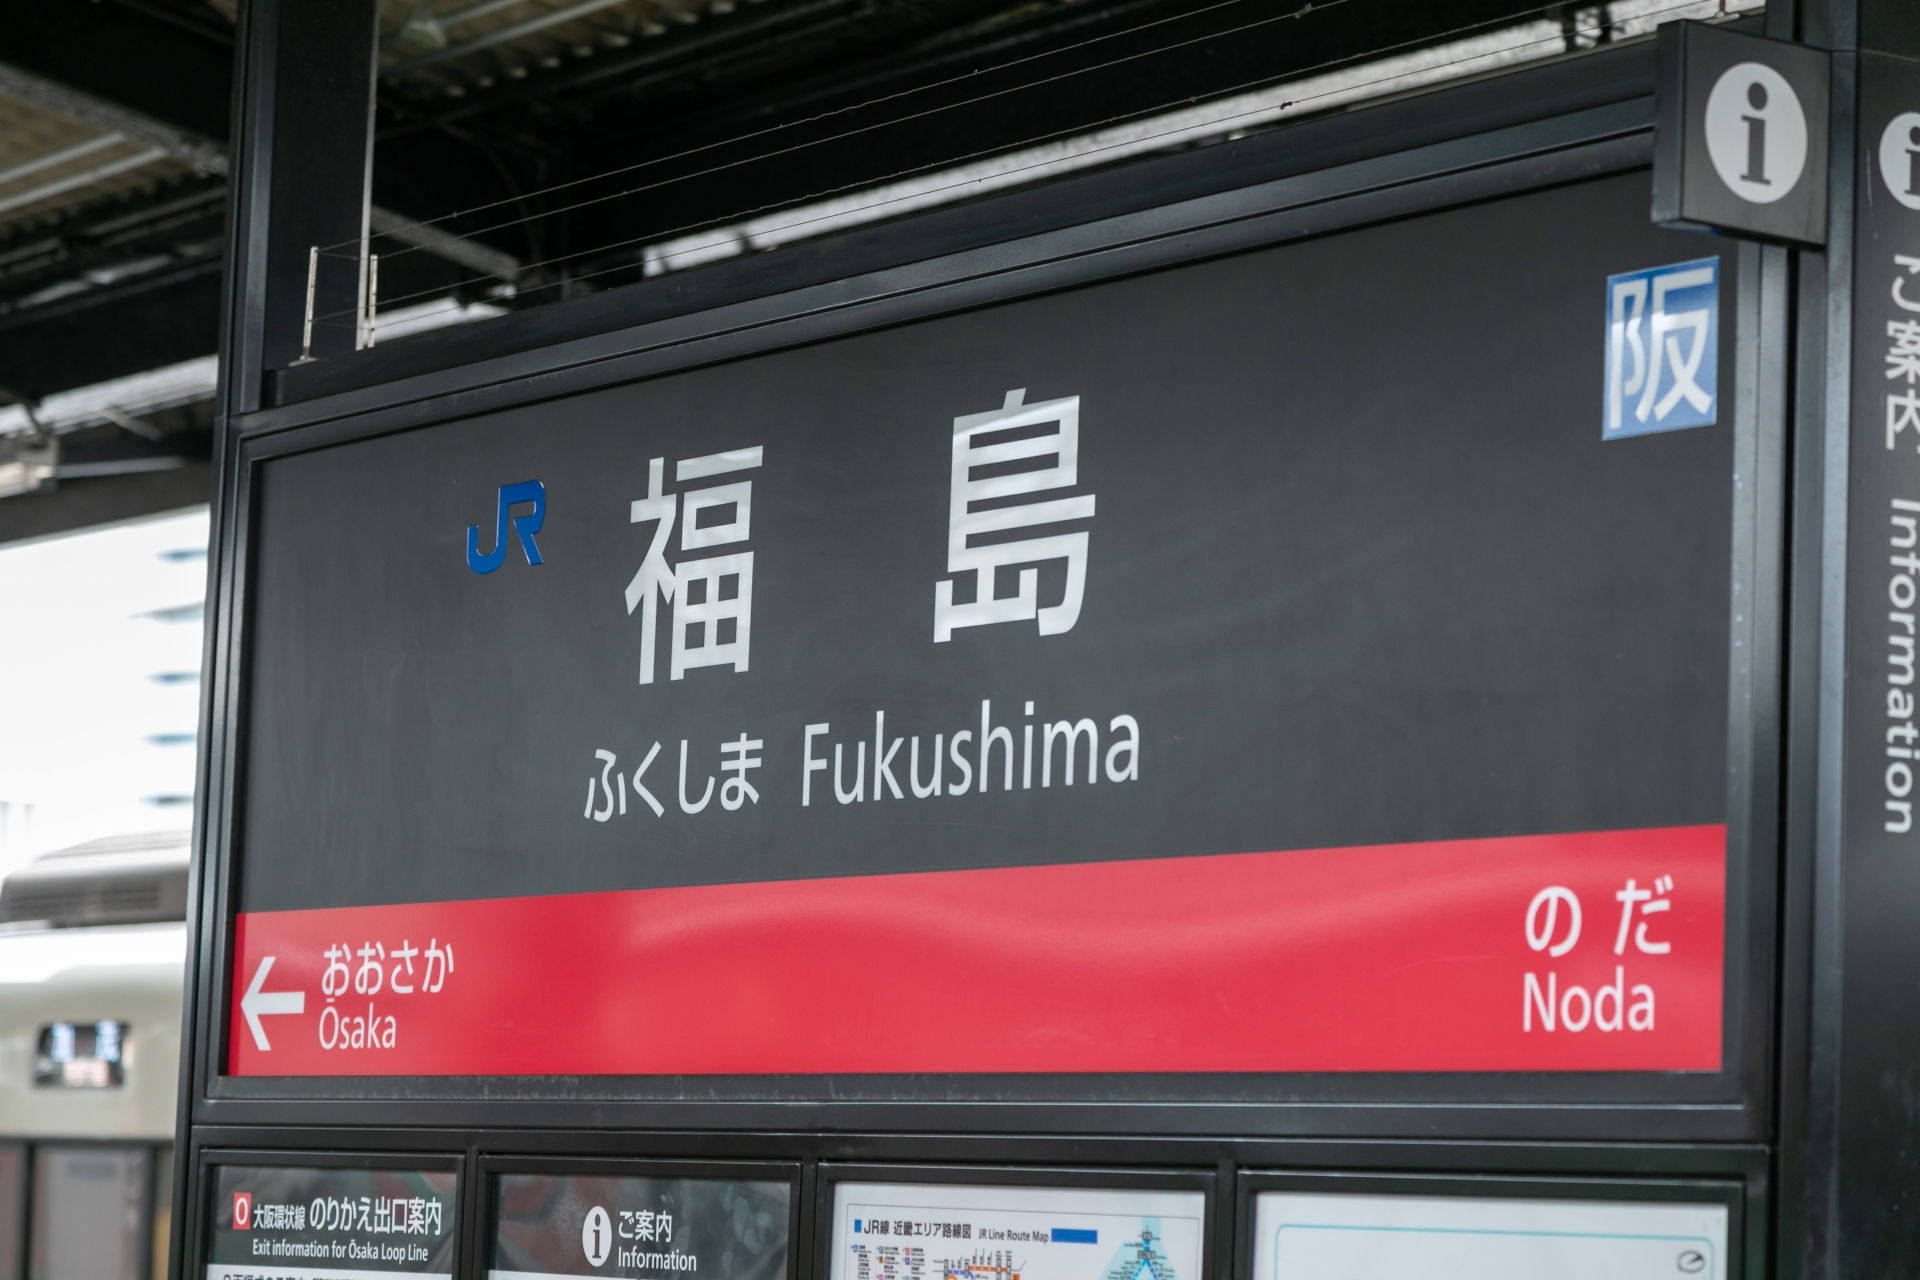 阪
JR
福島
ふくしま Fukushima
おおさか
Ōsaka
のだ
Noda
ご案内 Information
O 大阪環状線 のりかえ出口案内
Exit information for Ōsaka Loop Line
ご案内
Information
JR線 近畿エリア路線図 JR Line Route Map